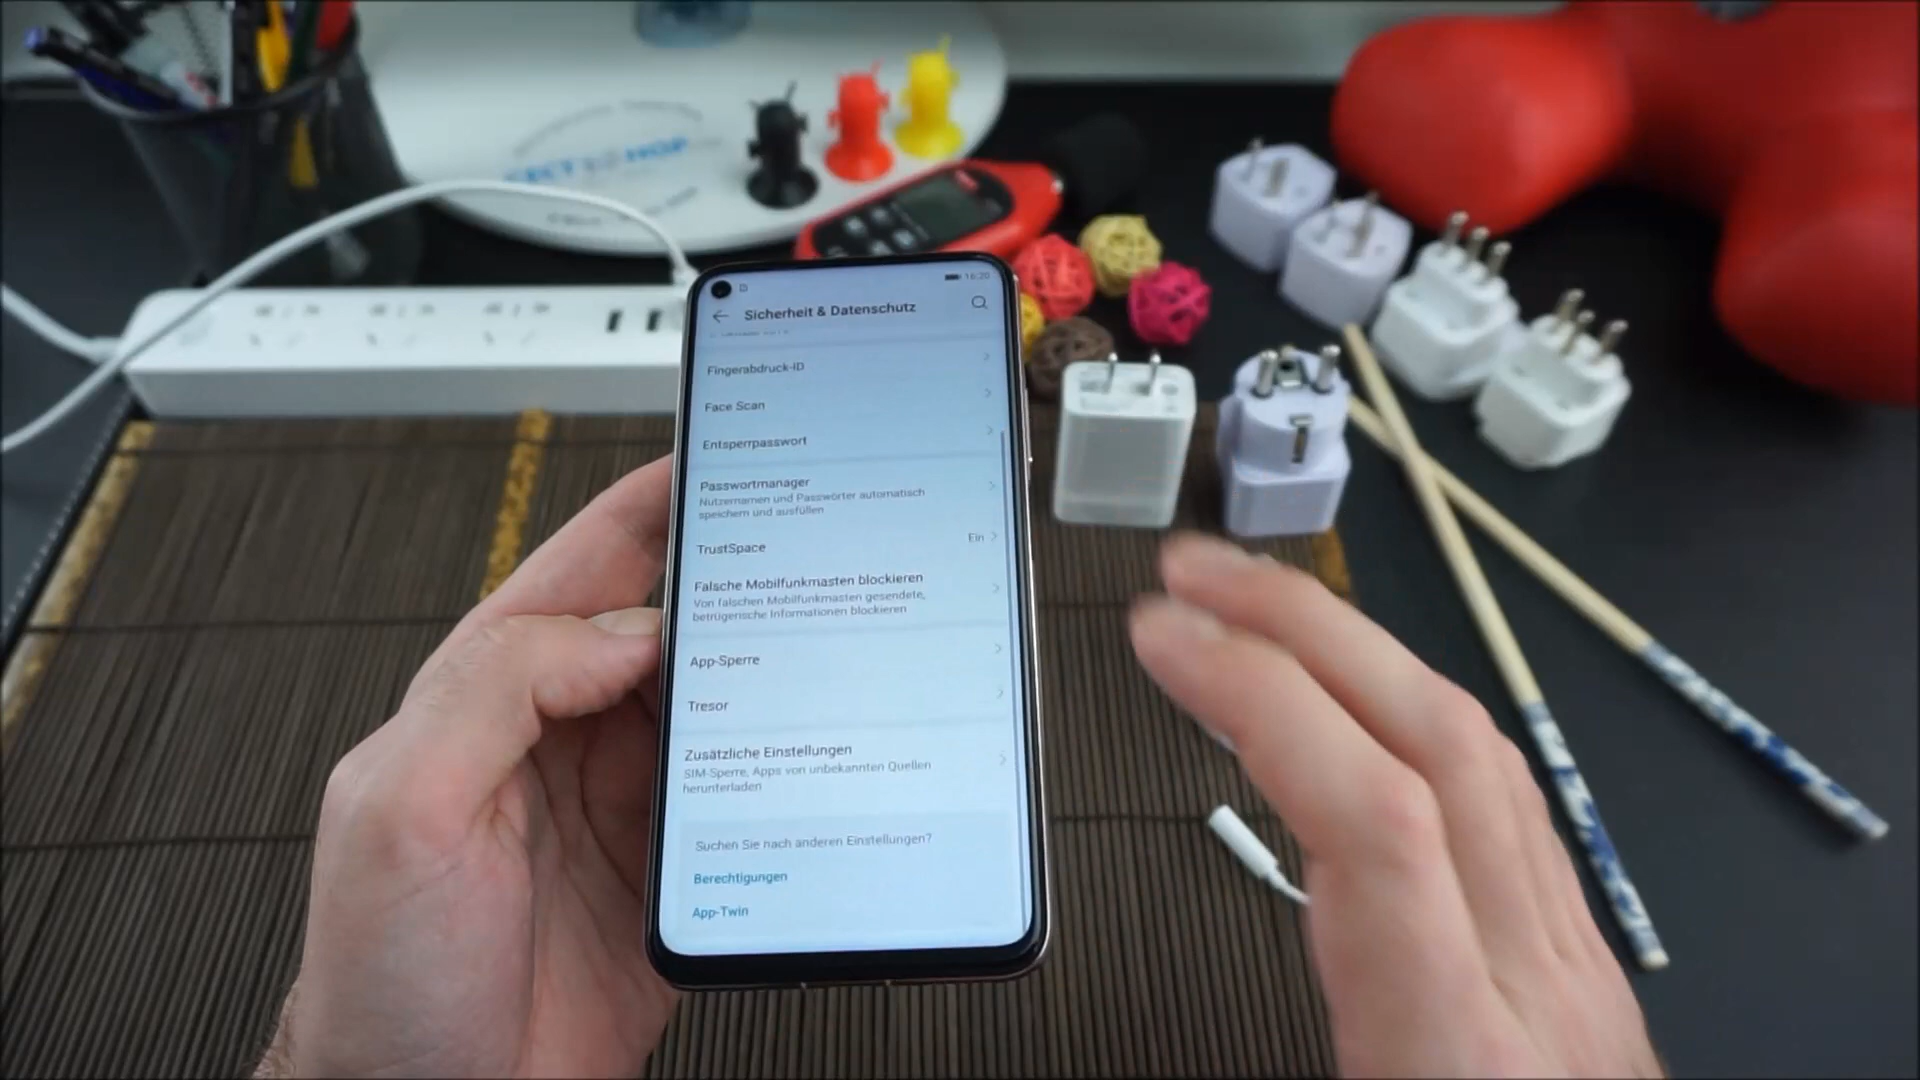 16:20
Sicherheit & Datenschutz
Fingerabdruck-ID
Face Scan
Entsperrpasswort
Passwortmanager
Nutzernamen und Passwörter automatisch
speichern und ausfüllen
TrustSpace
Ein
Falsche Mobilfunkmasten blockieren
Von falschen Mobilfunkmasten gesendete,
betrügerische Informationen blockieren
App-Sperre
Tresor
Zusätzliche Einstellungen
SIM-Sperre, Apps von unbekannten Quellen
herunterladen
Suchen Sie nach anderen Einstellungen?
Berechtigungen
App-Twin